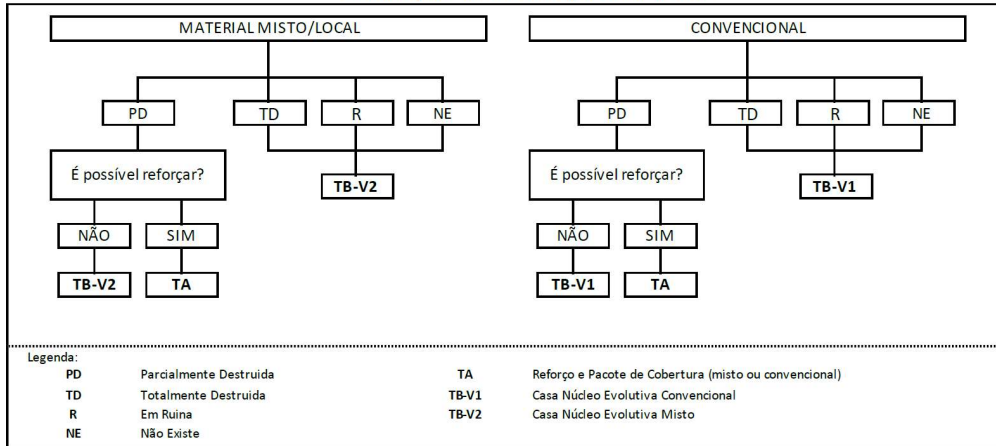 MATERIAL MISTO/LOCAL
PD TD R NE
É possível reforçar?
TB-V2
NÃO SIM
TB-V2 TA
CONVENCIONAL
PD TD R NE
É possível reforçar?
TB-V1
NÃO SIM
TB-V1 TA
Legenda:
PD Parcialmente Destruida
TD Totalmente Destruida
R Em Ruina
NE Não Existe
TA Reforço e Pacote de Cobertura (misto ou convencional)
TB-V1 Casa Núcleo Evolutiva Convencional
TB-V2 Casa Núcleo Evolutiva Misto